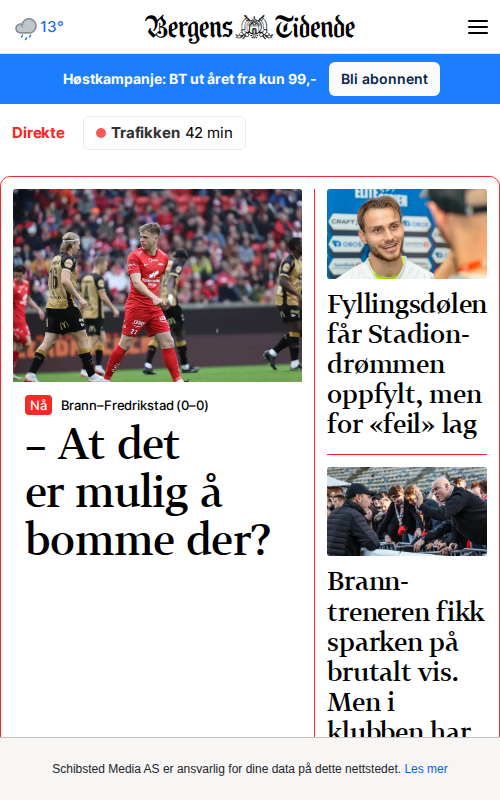 13°
Bergens Tidende
Høstkampanje: BT ut året fra kun 99,-
Bli abonnent
Direkte
Trafikken 42 min
Nå
Brann–Fredrikstad (0–0)
– At det
er mulig å
bomme der?
Fyllingsdølen
får Stadion-
drømmen
oppfylt, men
for «feil» lag
Brann-
treneren fikk
sparken på
brutalt vis.
Men i
klubben har
Schibsted Media AS er ansvarlig for dine data på dette nettstedet. Les mer